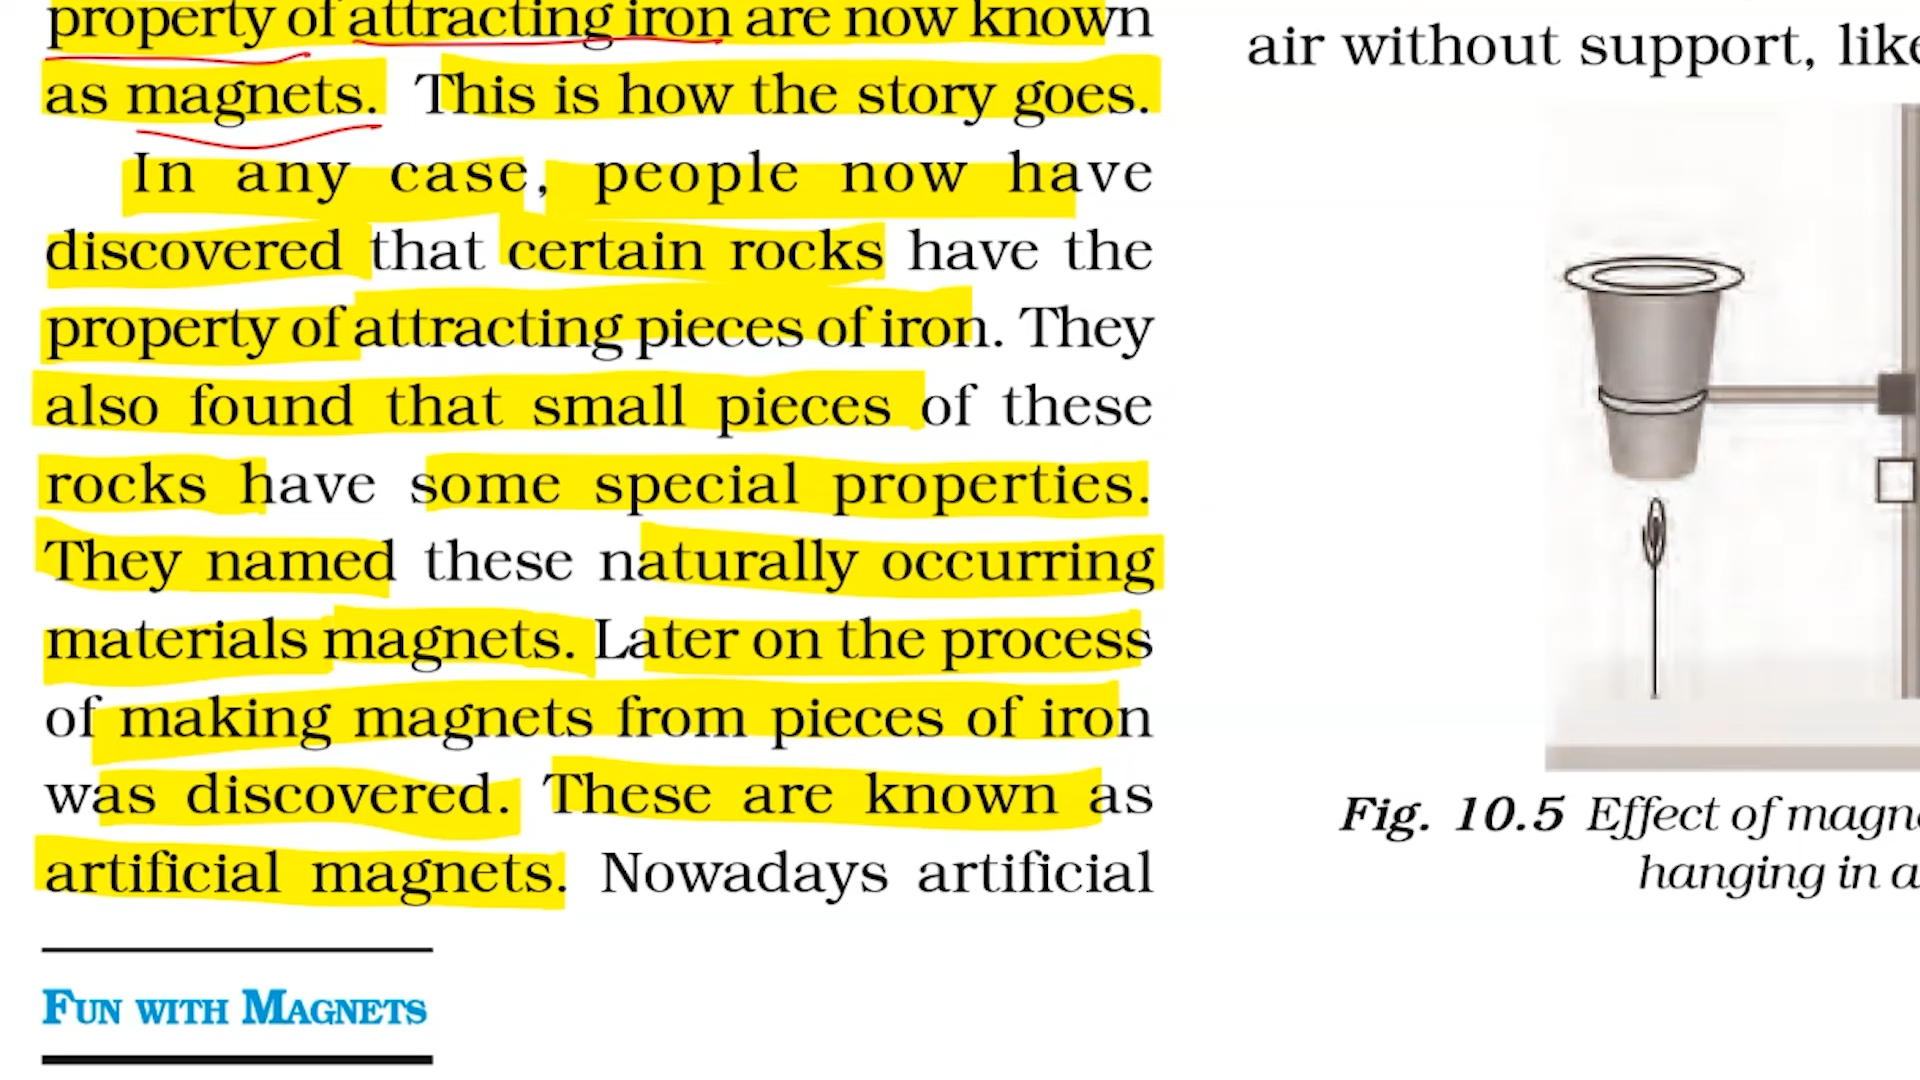 property of attracting iron are now known
as magnets. This is how the story goes.
In any case, people now have
discovered that certain rocks have the
property of attracting pieces of iron. They
also found that small pieces of these
rocks have some special properties.
They named these naturally occurring
materials magnets. Later on the process
of making magnets from pieces of iron
was discovered. These are known as
artificial magnets. Nowadays artificial
FUN WITH MAGNETS
air without support, like
Fig. 10.5 Effect of
hanging in